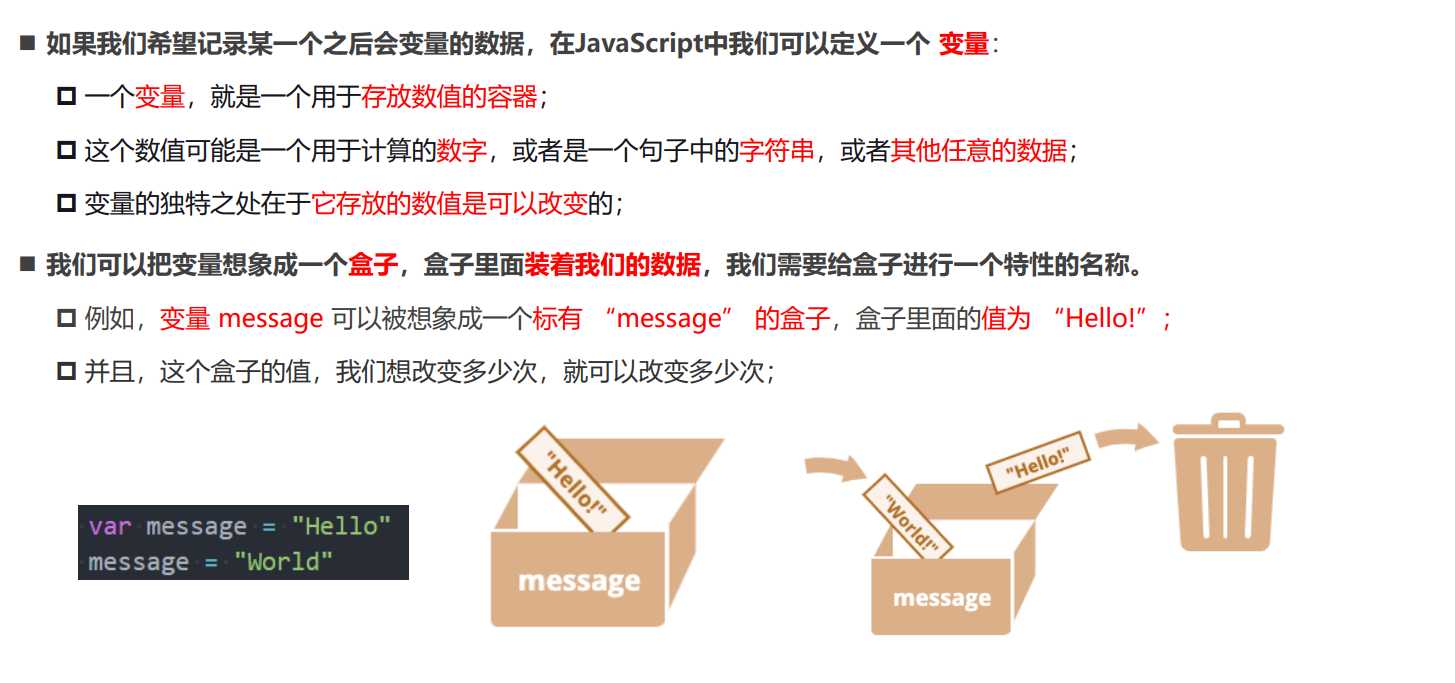 如果我们希望记录某一个之后会变量的数据，在JavaScript中我们可以定义一个 变量：
一个变量，就是一个用于存放数值的容器；
这个数值可能是一个用于计算的数字，或者是一个句子中的字符串，或者其他任意的数据；
变量的独特之处在于它存放的数值是可以改变的；
我们可以把变量想象成一个盒子，盒子里面装着我们的数据，我们需要给盒子进行一个特性的名称。
例如，变量 message 可以被想象成一个标有 “message” 的盒子，盒子里面的值为 “Hello!”；
并且，这个盒子的值，我们想改变多少次，就可以改变多少次；
var message = "Hello"
message = "World"
"Hello!"
message
"World!"
"Hello!"
message